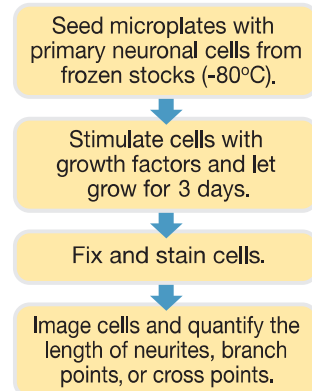 Seed microplates with
primary neuronal cells from
frozen stocks (-80°C).
Stimulate cells with
growth factors and let
grow for 3 days.
Fix and stain cells.
Image cells and quantify the
length of neurites, branch
points, or cross points.